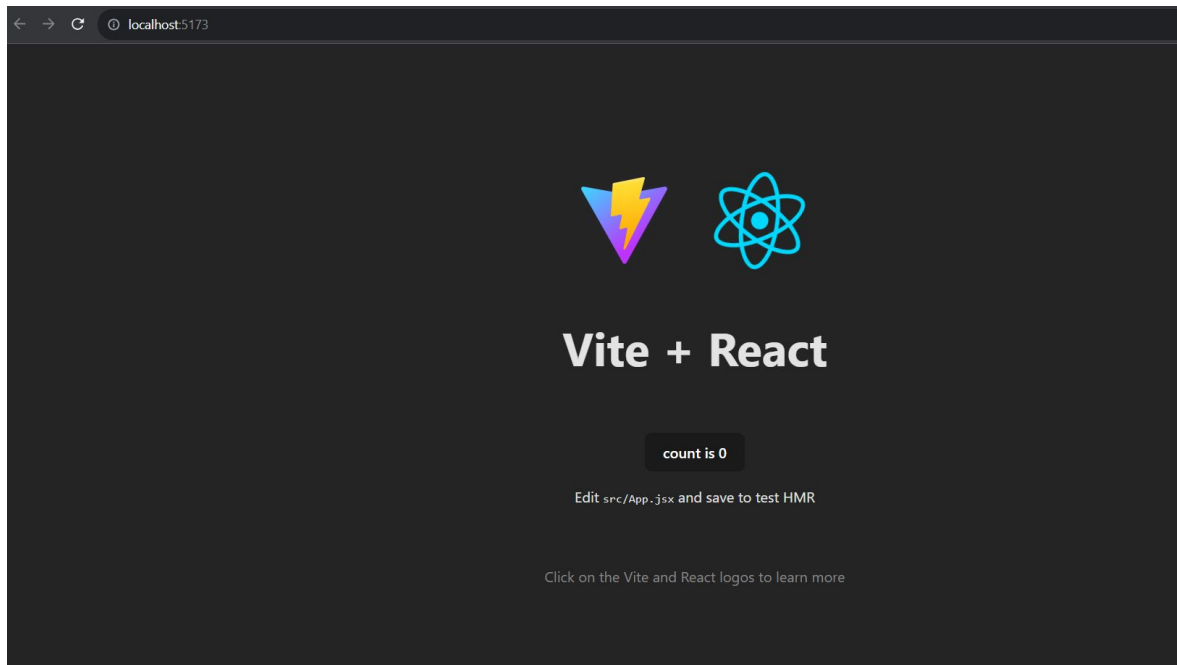 localhost:5173
Vite + React
count is 0
Edit src/App.jsx and save to test HMR
Click on the Vite and React logos to learn more